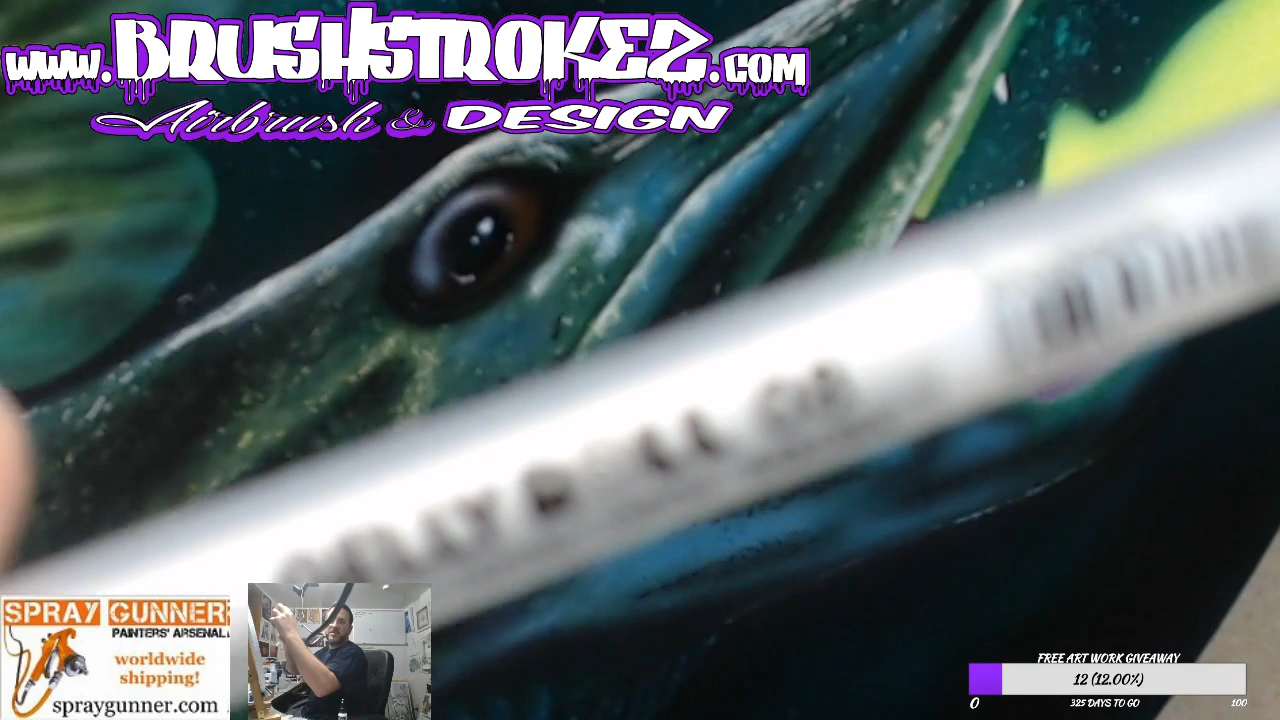 www.BRUSHSTROKEZ.com
Airbrush & DESIGN
SPRAY GUNNER
PAINTERS' ARSENAL
worldwide
shipping!
spraygunner.com
FREE ART WORK GIVEAWAY
12 (12.00%)
0 325 DAYS TO GO 100